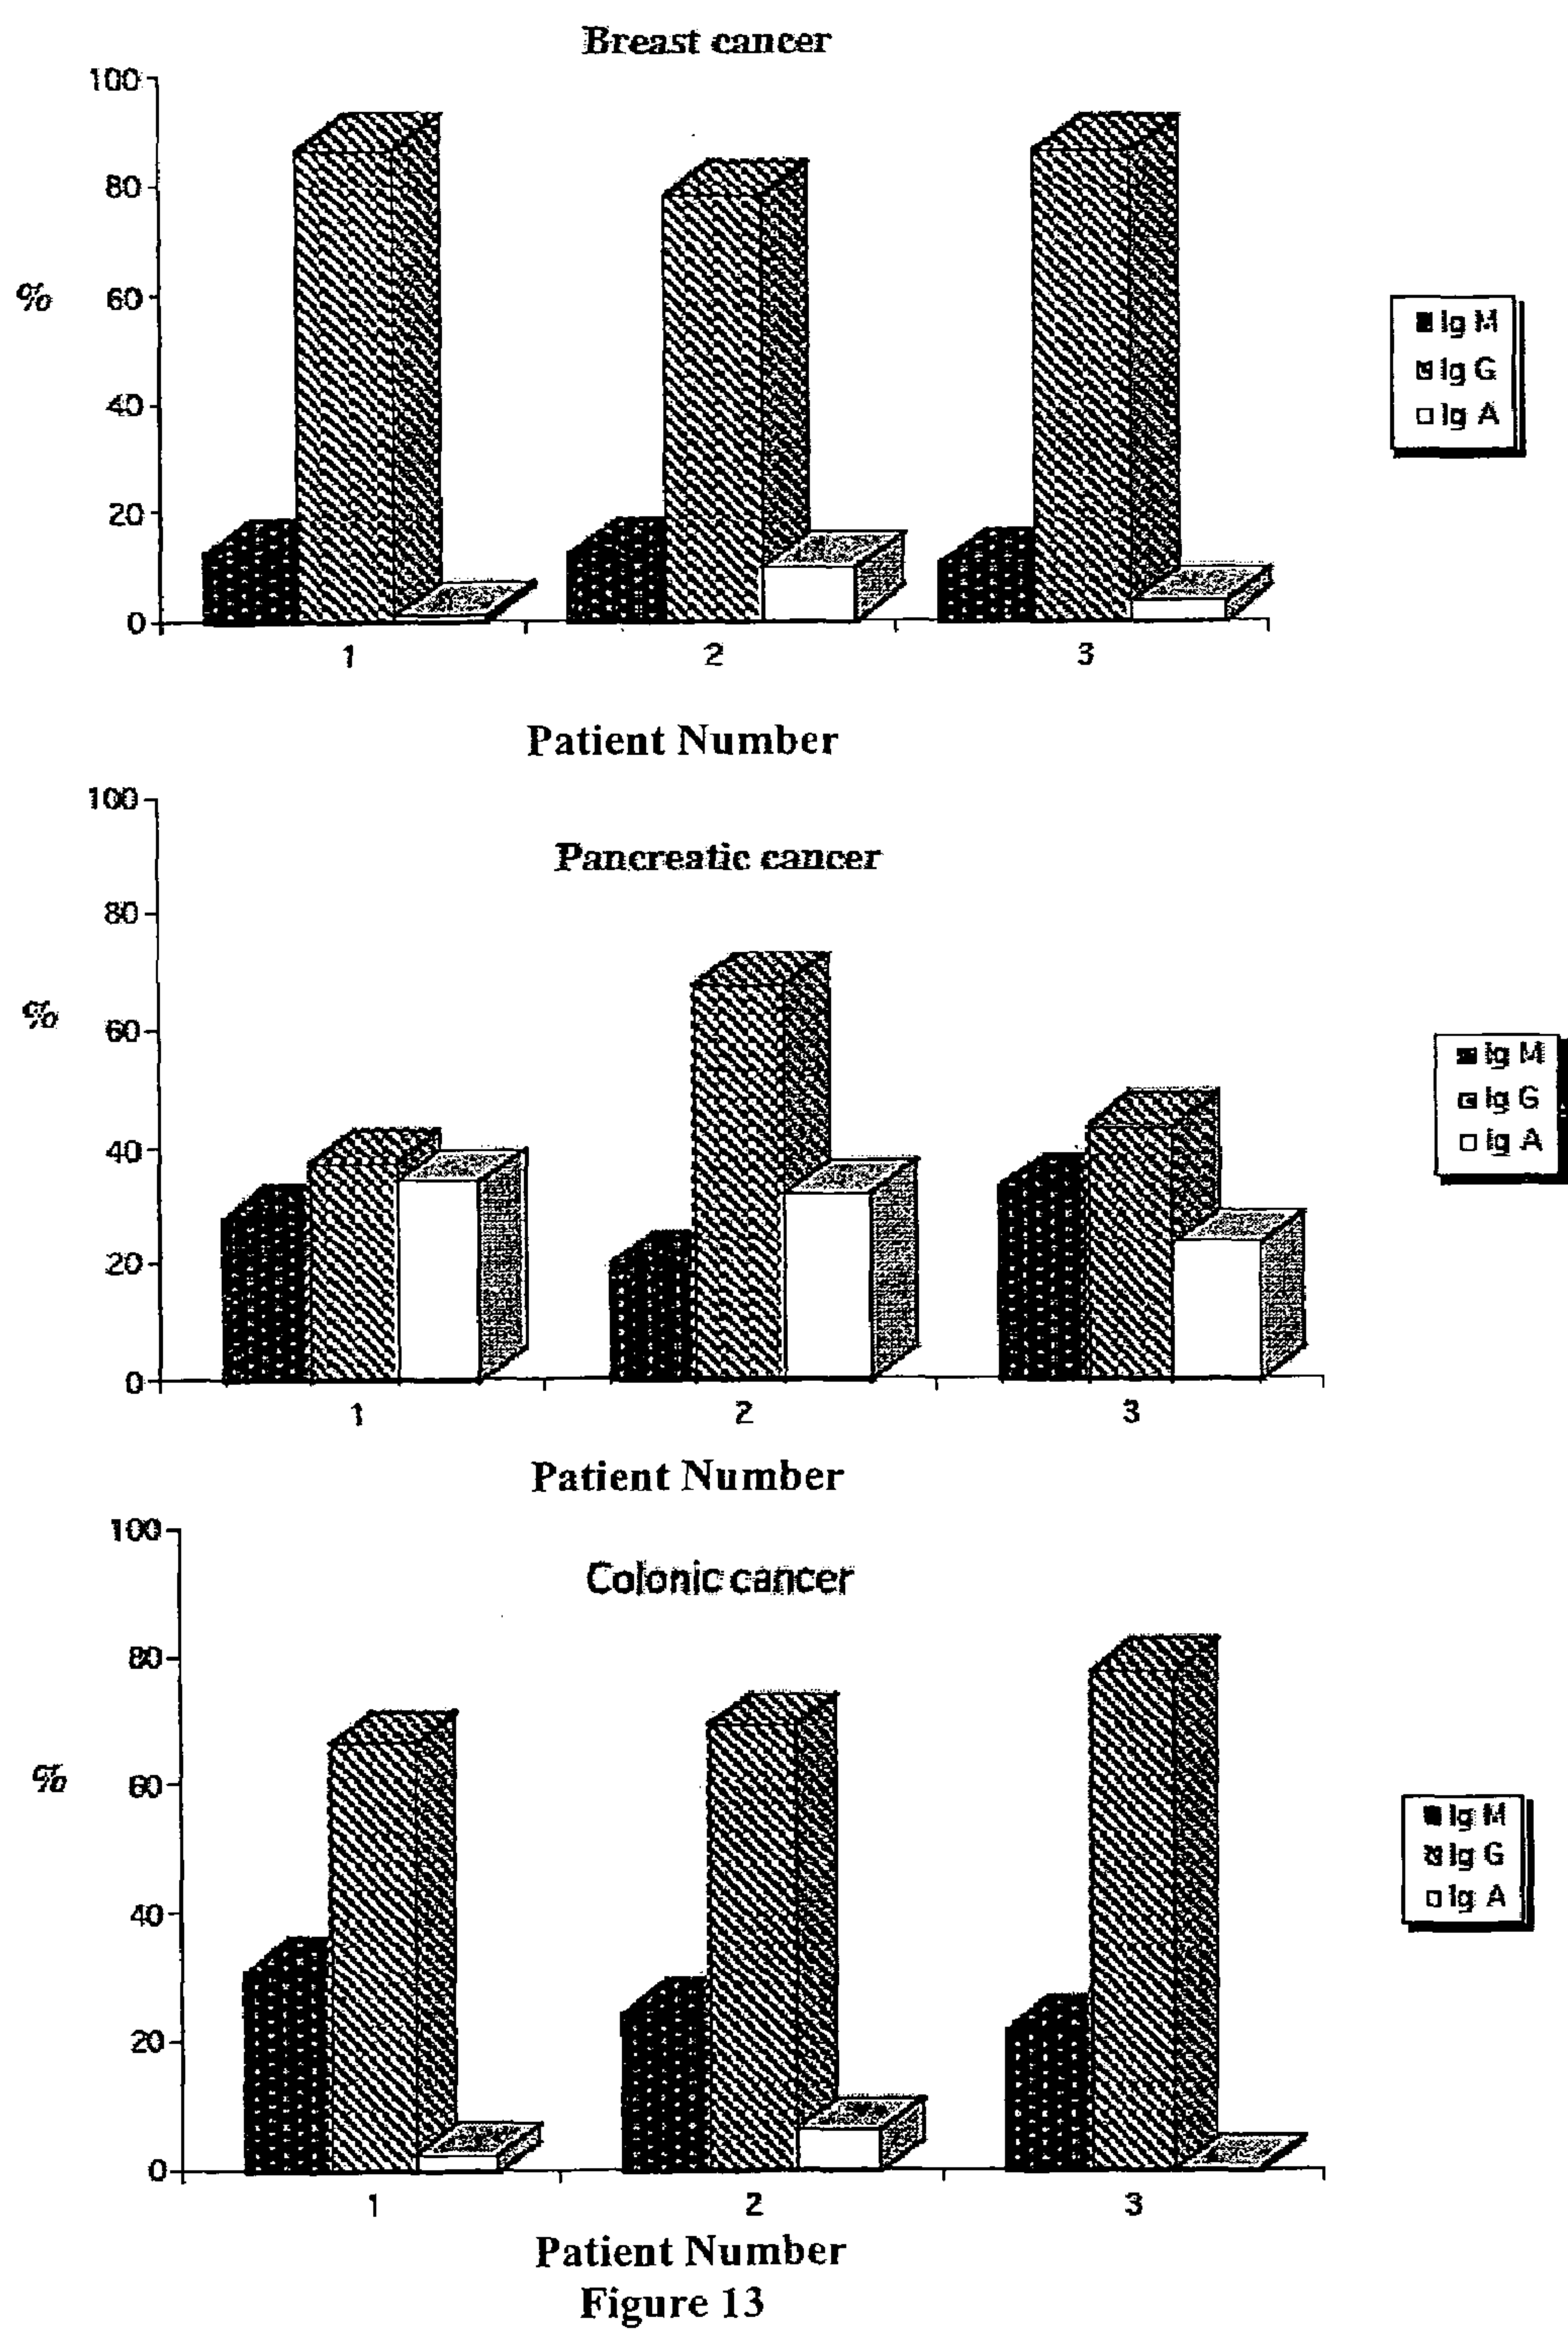 Breast cancer
100
80
% 60
40
20
0
Ig M
Ig G
Ig A
1 2 3
Patient Number
100
Pancreatic cancer
80
% 60
40
20
0
Ig M
Ig G
Ig A
1 2 3
Patient Number
100
Colonic cancer
80
% 60
40
20
0
Ig M
Ig G
Ig A
1 2 3
Patient Number
Figure 13